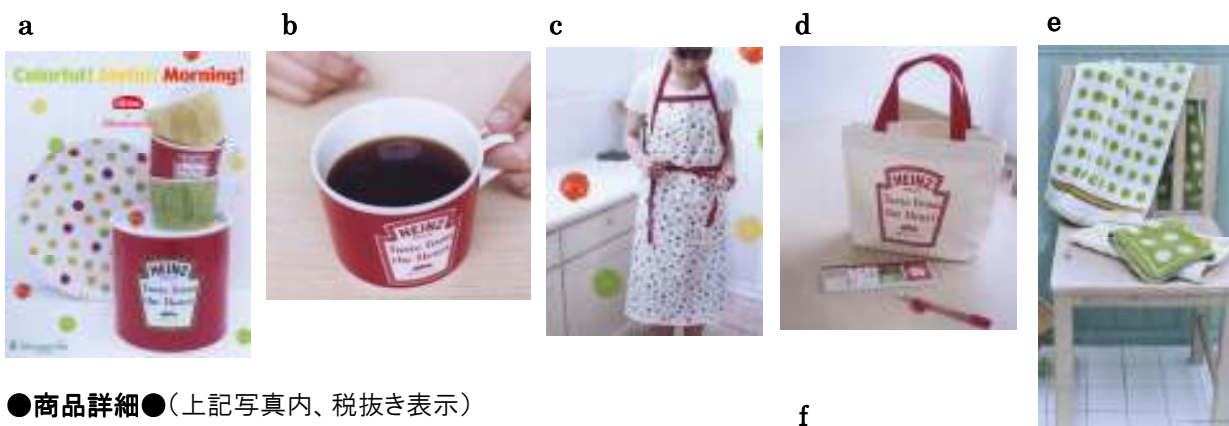 a b c d e
Colorful! Joyful! Morning!
HEINZ
HEINZ
Taste from
the Heart
HEINZ
Taste from
the Heart
HEINZ
Taste from
the Heart
●商品詳細●(上記写真内、税抜き表示)
f